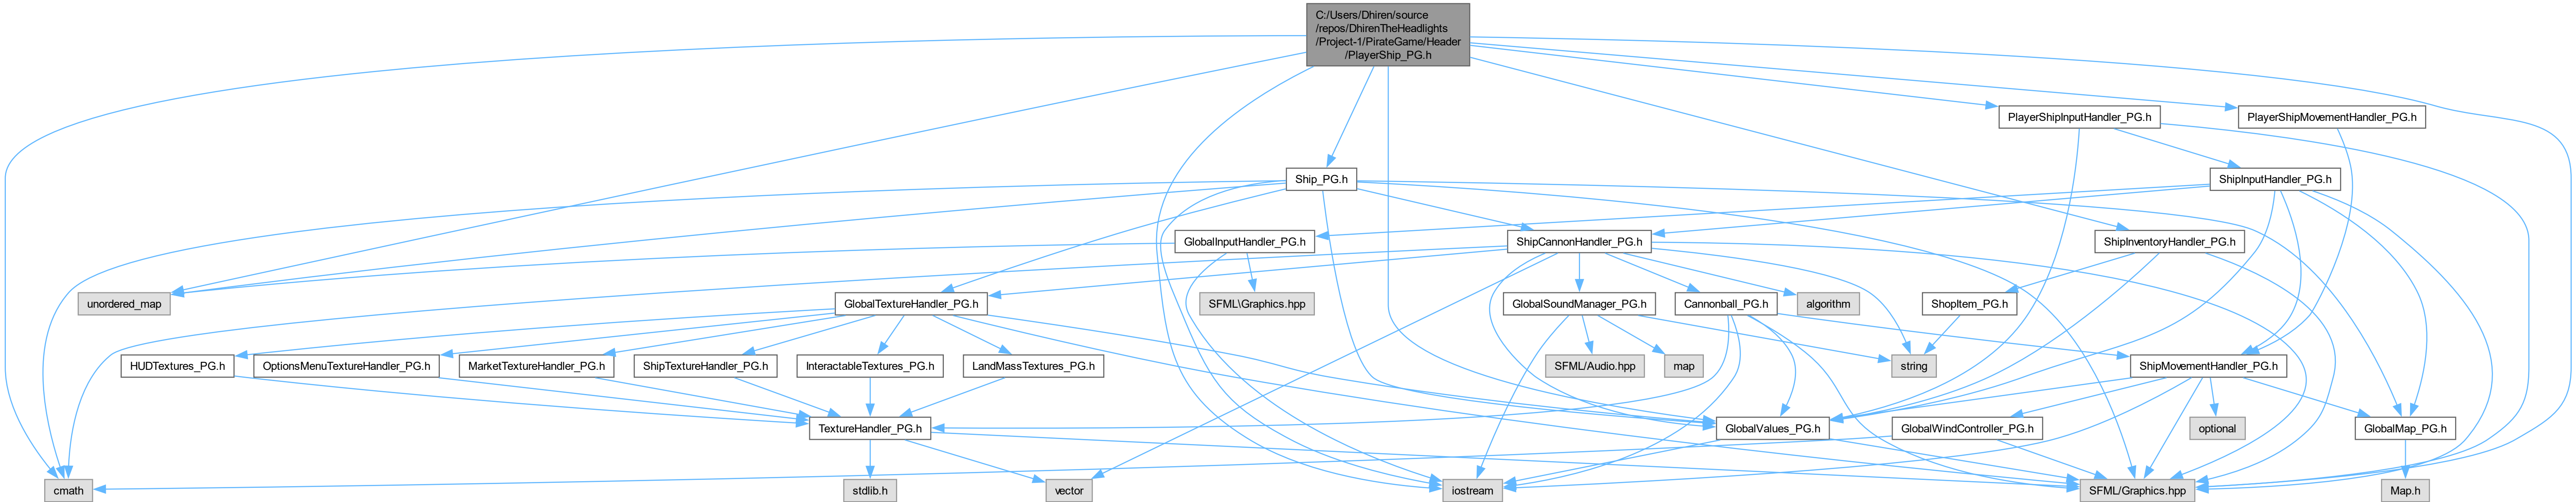 C:/Users/Dhiren/source
/repos/DhirenTheHeadlights
/Project-1/PirateGame/Header
/PlayerShip_PG.h
PlayerShipInputHandler_PG.h
PlayerShipMovementHandler_PG.h
Ship_PG.h
ShipInputHandler_PG.h
GlobalInputHandler_PG.h
ShipCannonHandler_PG.h
ShipInventoryHandler_PG.h
unordered_map
GlobalTextureHandler_PG.h
SFML\Graphics.hpp
GlobalSoundManager_PG.h
Cannonball_PG.h
algorithm
ShopItem_PG.h
HUDTextures_PG.h
OptionsMenuTextureHandler_PG.h
MarketTextureHandler_PG.h
ShipTextureHandler_PG.h
InteractableTextures_PG.h
LandMassTextures_PG.h
SFML/Audio.hpp
map
string
ShipMovementHandler_PG.h
TextureHandler_PG.h
GlobalValues_PG.h
GlobalWindController_PG.h
optional
GlobalMap_PG.h
cmath
stdlib.h
vector
iostream
SFML/Graphics.hpp
Map.h